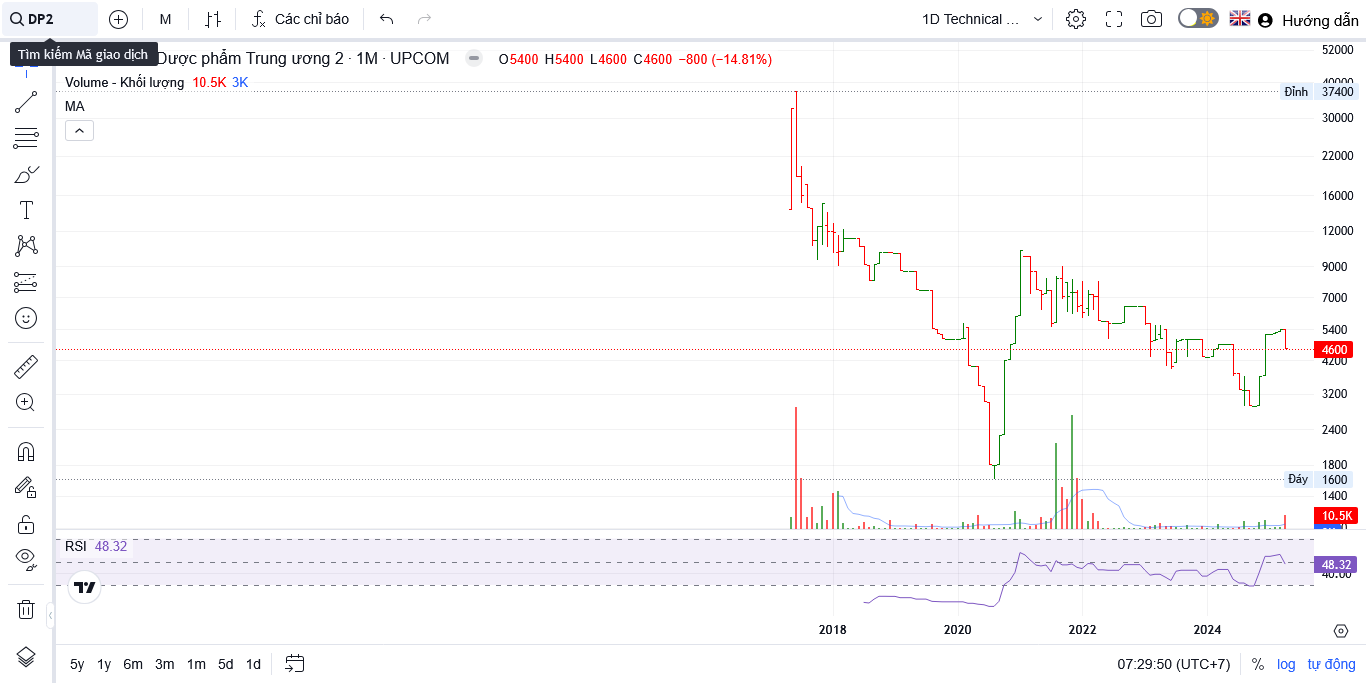 DP2
M
Các chỉ báo
1D Technical ...
Hướng dẫn
Tìm kiếm Mã giao dịch
Dược phẩm Trung ương 2 · 1M · UPCOM
O5400 H5400 L4600 C4600 −800 (−14.81%)
Volume - Khối lượng 10.5K 3K
MA
52000
40000
Đỉnh 37400
30000
22000
16000
12000
9000
7000
5400
4600
4200
3200
2400
1800
Đáy 1600
1400
10.5K
RSI 48.32
48.32
40.00
2018
2020
2022
2024
5y 1y 6m 3m 1m 5d 1d
07:29:50 (UTC+7)
%
log
tự động